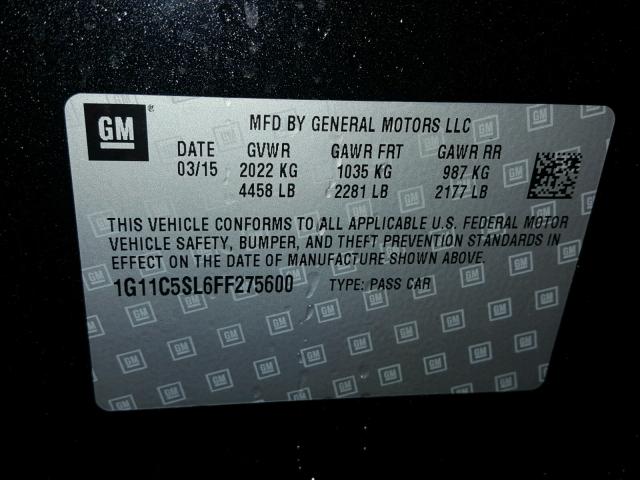 GM ®
MFD BY GENERAL MOTORS LLC
DATE GVWR GAWR FRT GAWR RR
03/15 2022 KG 1035 KG 987 KG
4458 LB 2281 LB 2177 LB
THIS VEHICLE CONFORMS TO ALL APPLICABLE U.S. FEDERAL MOTOR
VEHICLE SAFETY, BUMPER, AND THEFT PREVENTION STANDARDS IN
EFFECT ON THE DATE OF MANUFACTURE SHOWN ABOVE.
1G11C5SL6FF275600 TYPE: PASS CAR